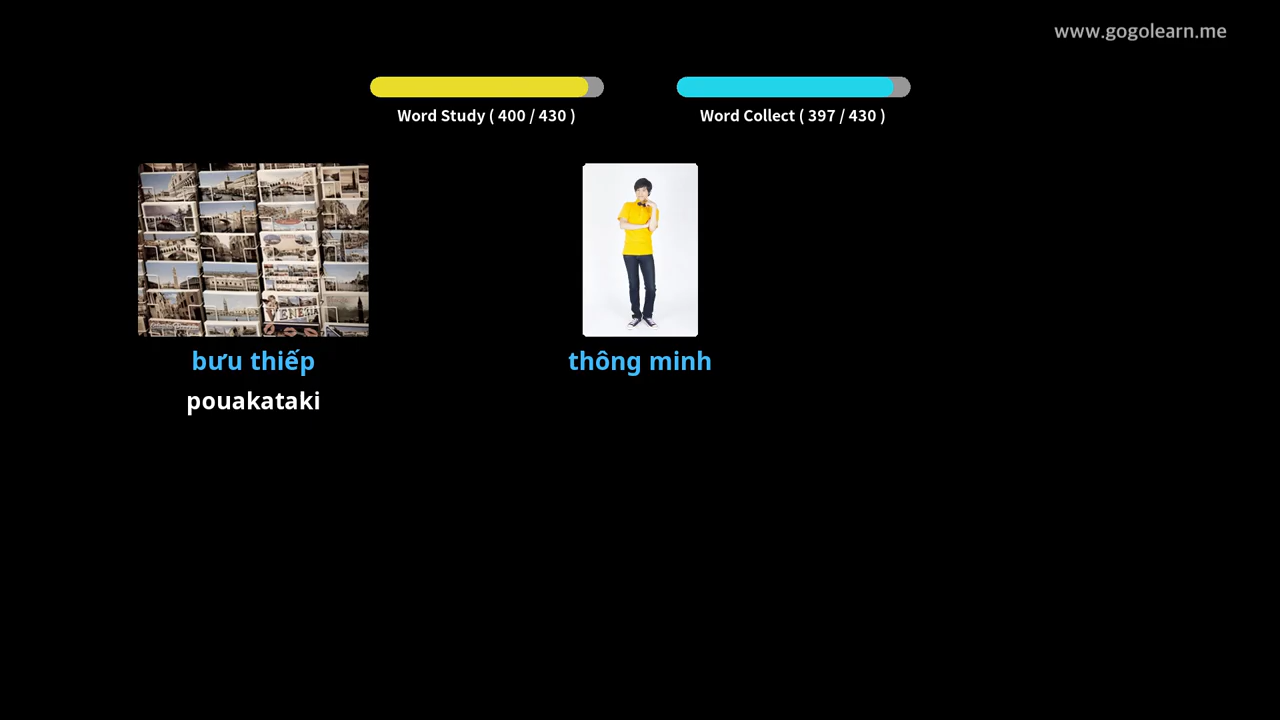 www.gogolearn.me
Word Study ( 400 / 430 )
Word Collect ( 397 / 430 )
bưu thiếp
thông minh
pouakataki